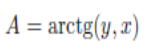 A = arctg(y, x)